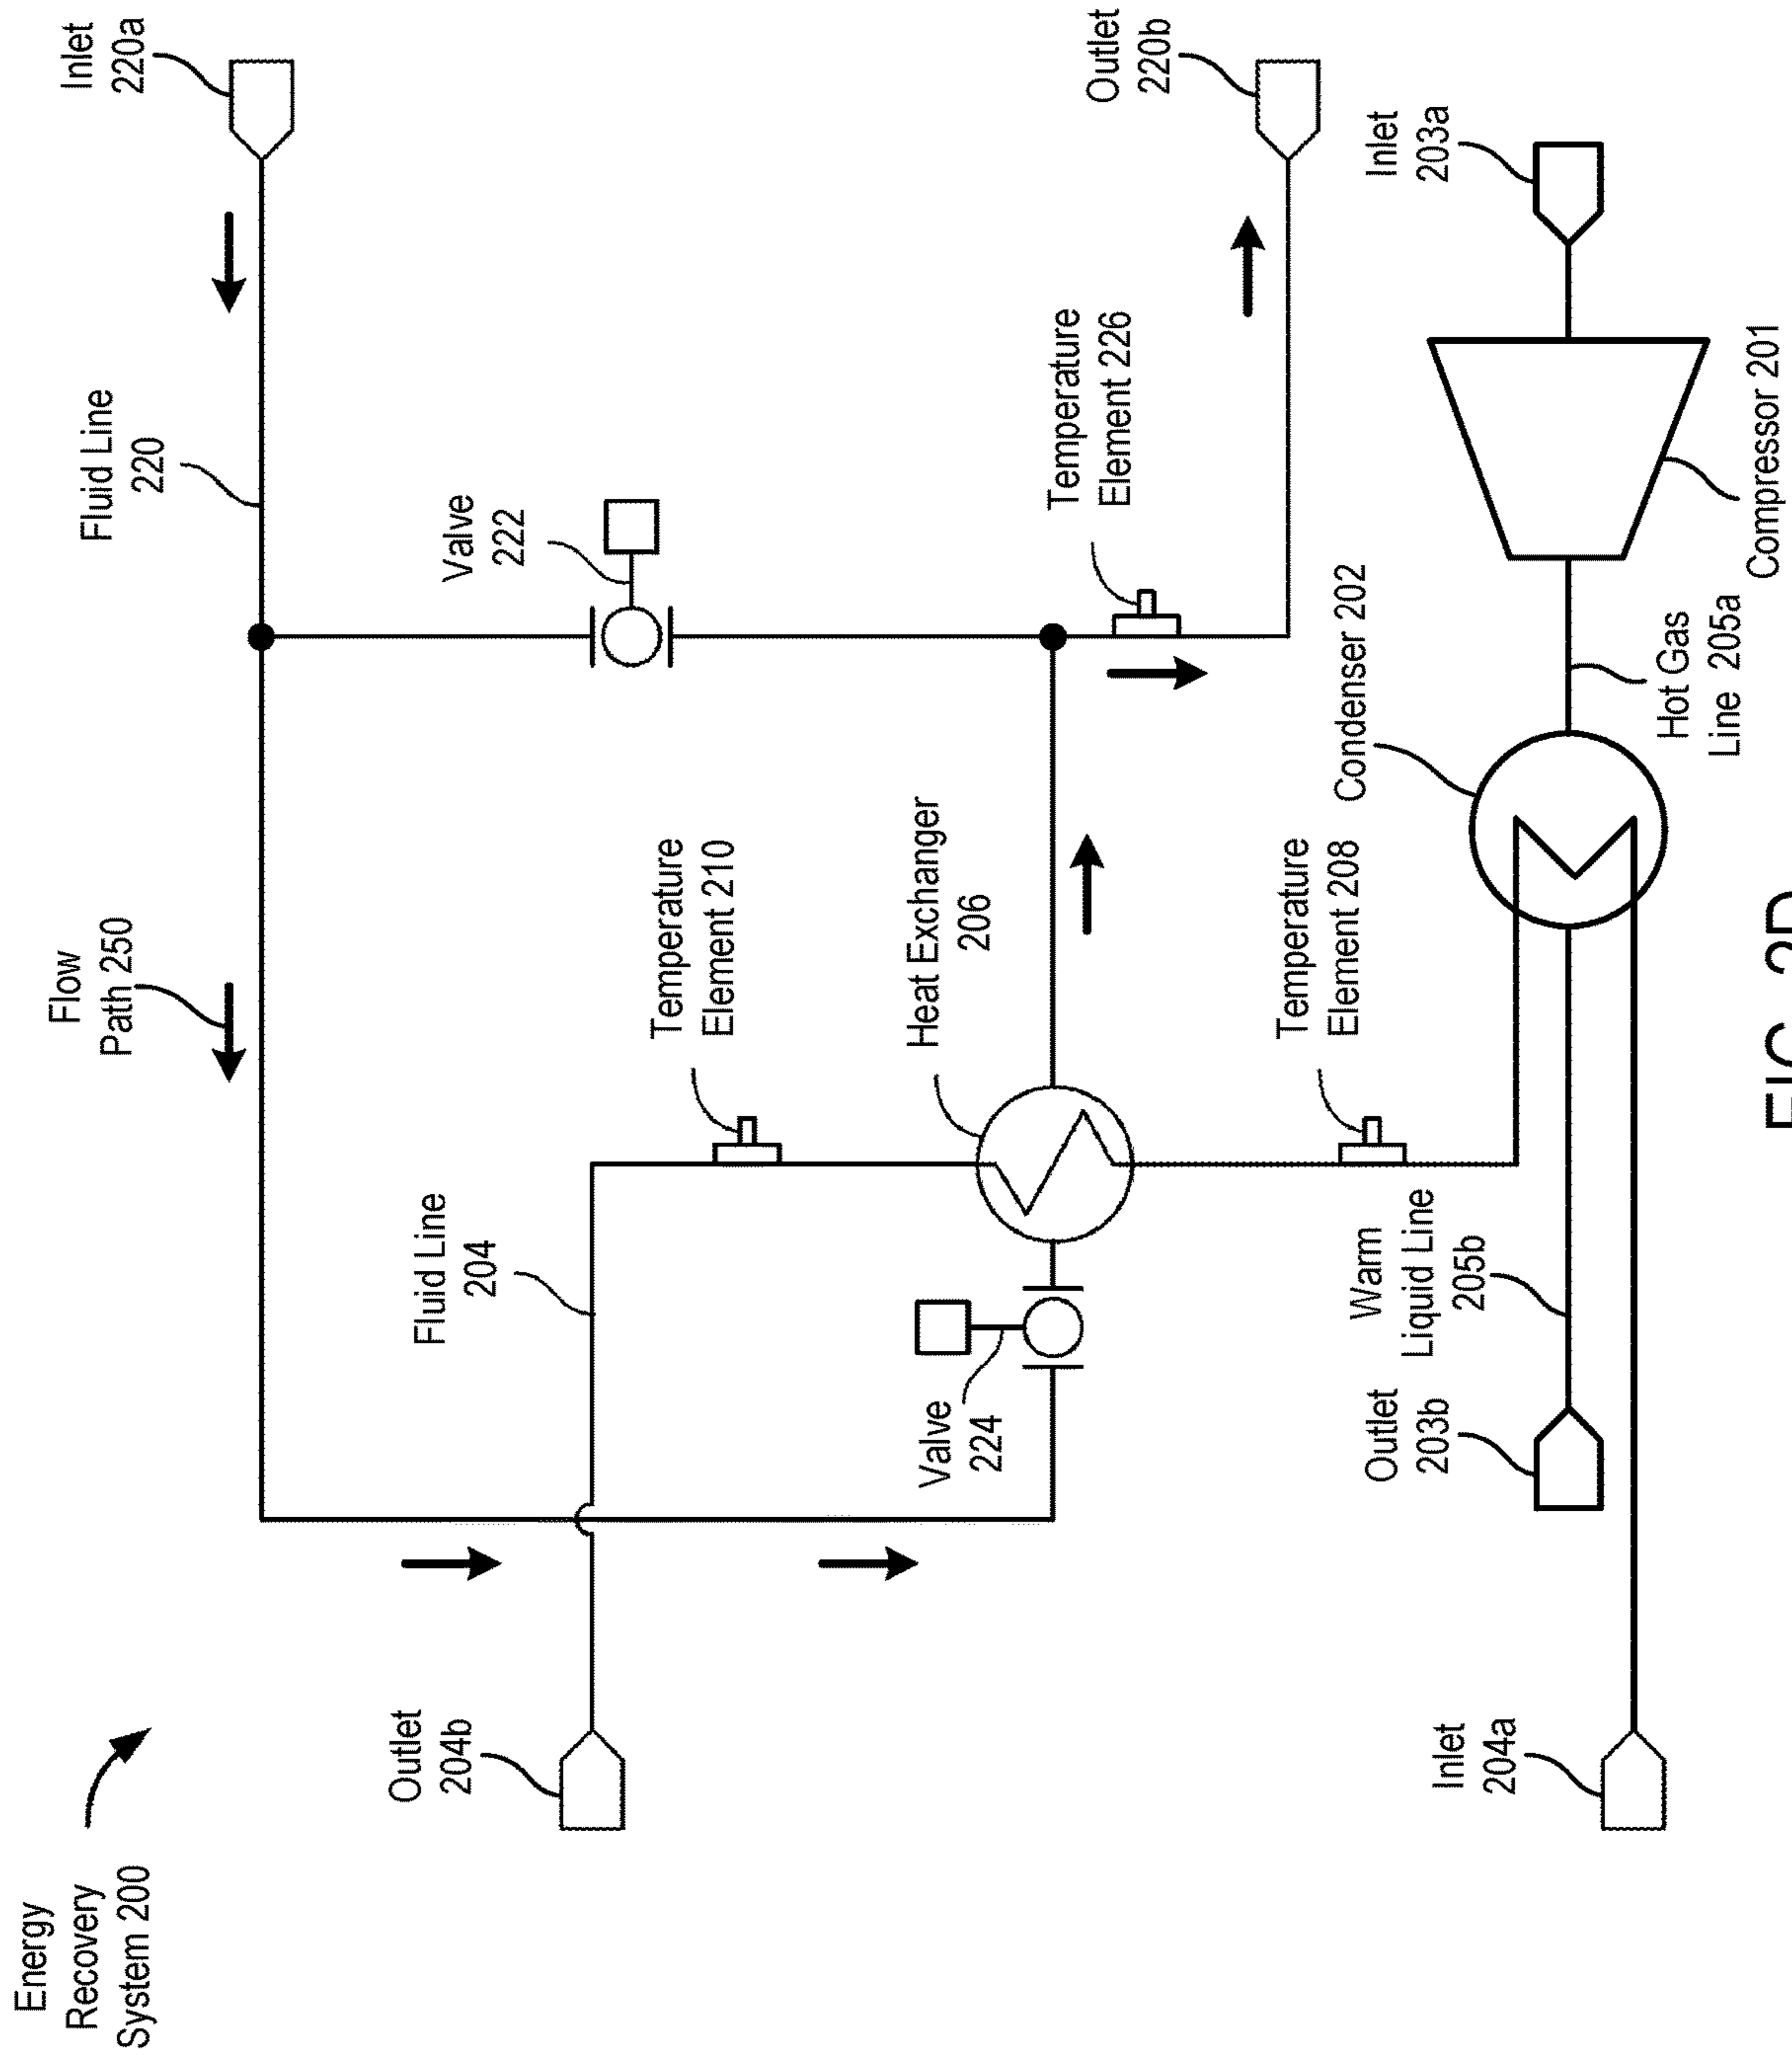 Energy
Recovery
System 200
Flow
Path 250
Fluid Line
220
Inlet
220a
Outlet
204b
Fluid Line
204
Valve
222
Temperature
Element 210
Valve
224
Heat Exchanger
206
Temperature
Element 226
Outlet
220b
Temperature
Element 208
Condenser 202
Inlet
203a
Outlet
203b
Warm
Liquid Line
205b
Inlet
204a
Hot Gas
Line 205a
Compressor 201